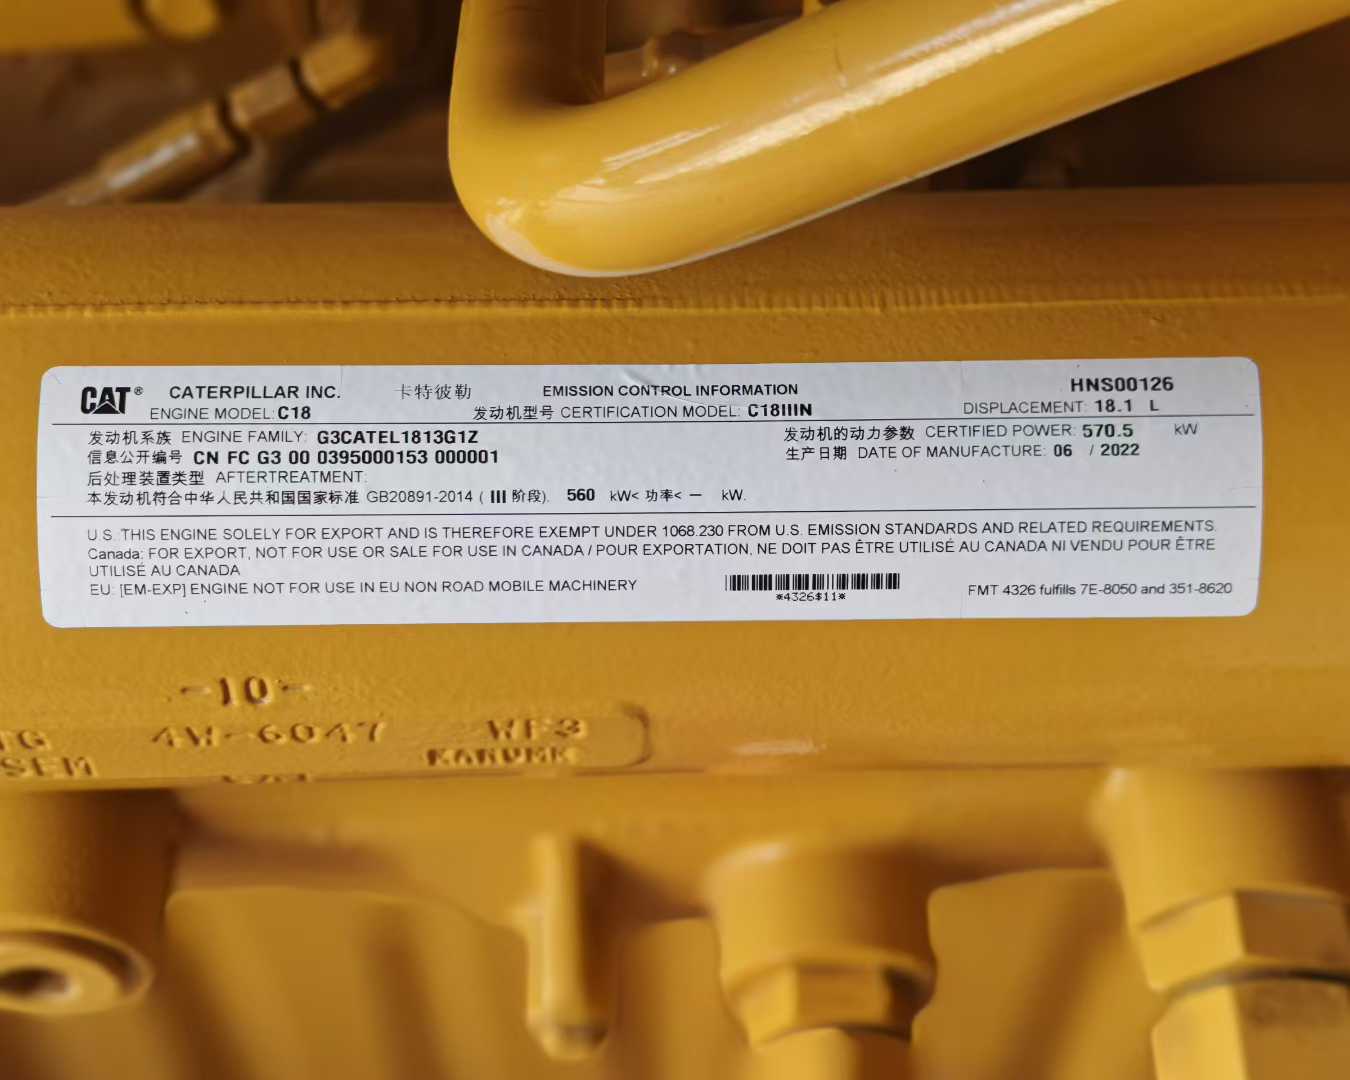 CAT® CATERPILLAR INC. 卡特彼勒 EMISSION CONTROL INFORMATION HNS00126
ENGINE MODEL: C18 发动机型号 CERTIFICATION MODEL: C18IIIN DISPLACEMENT: 18.1 L
发动机系族 ENGINE FAMILY: G3CATEL1813G1Z 发动机的动力参数 CERTIFIED POWER: 570.5 kW
信息公开编号 CN FC G3 00 0395000153 000001 生产日期 DATE OF MANUFACTURE: 06 / 2022
后处理装置类型 AFTERTREATMENT:
本发动机符合中华人民共和国国家标准 GB20891-2014 ( III 阶段). 560 kW< 功率< — kW.
U.S. THIS ENGINE SOLELY FOR EXPORT AND IS THEREFORE EXEMPT UNDER 1068.230 FROM U.S. EMISSION STANDARDS AND RELATED REQUIREMENTS.
Canada: FOR EXPORT, NOT FOR USE OR SALE FOR USE IN CANADA / POUR EXPORTATION, NE DOIT PAS ÊTRE UTILISÉ AU CANADA NI VENDU POUR ÊTRE
UTILISÉ AU CANADA
EU: [EM-EXP] ENGINE NOT FOR USE IN EU NON ROAD MOBILE MACHINERY
*4326$11*
FMT 4326 fulfills 7E-8050 and 351-8620
-10-
4W-6047 WF3